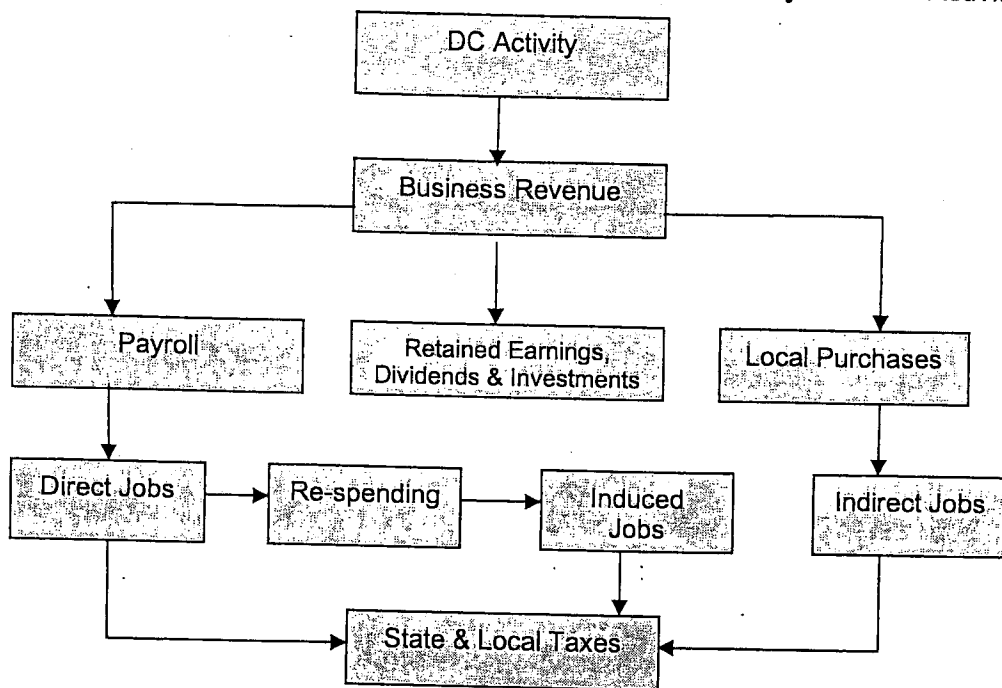 DC Activity
Business Revenue
Payroll
Retained Earnings,
Dividends & Investments
Local Purchases
Direct Jobs
Re-spending
Induced
Jobs
Indirect Jobs
State & Local Taxes